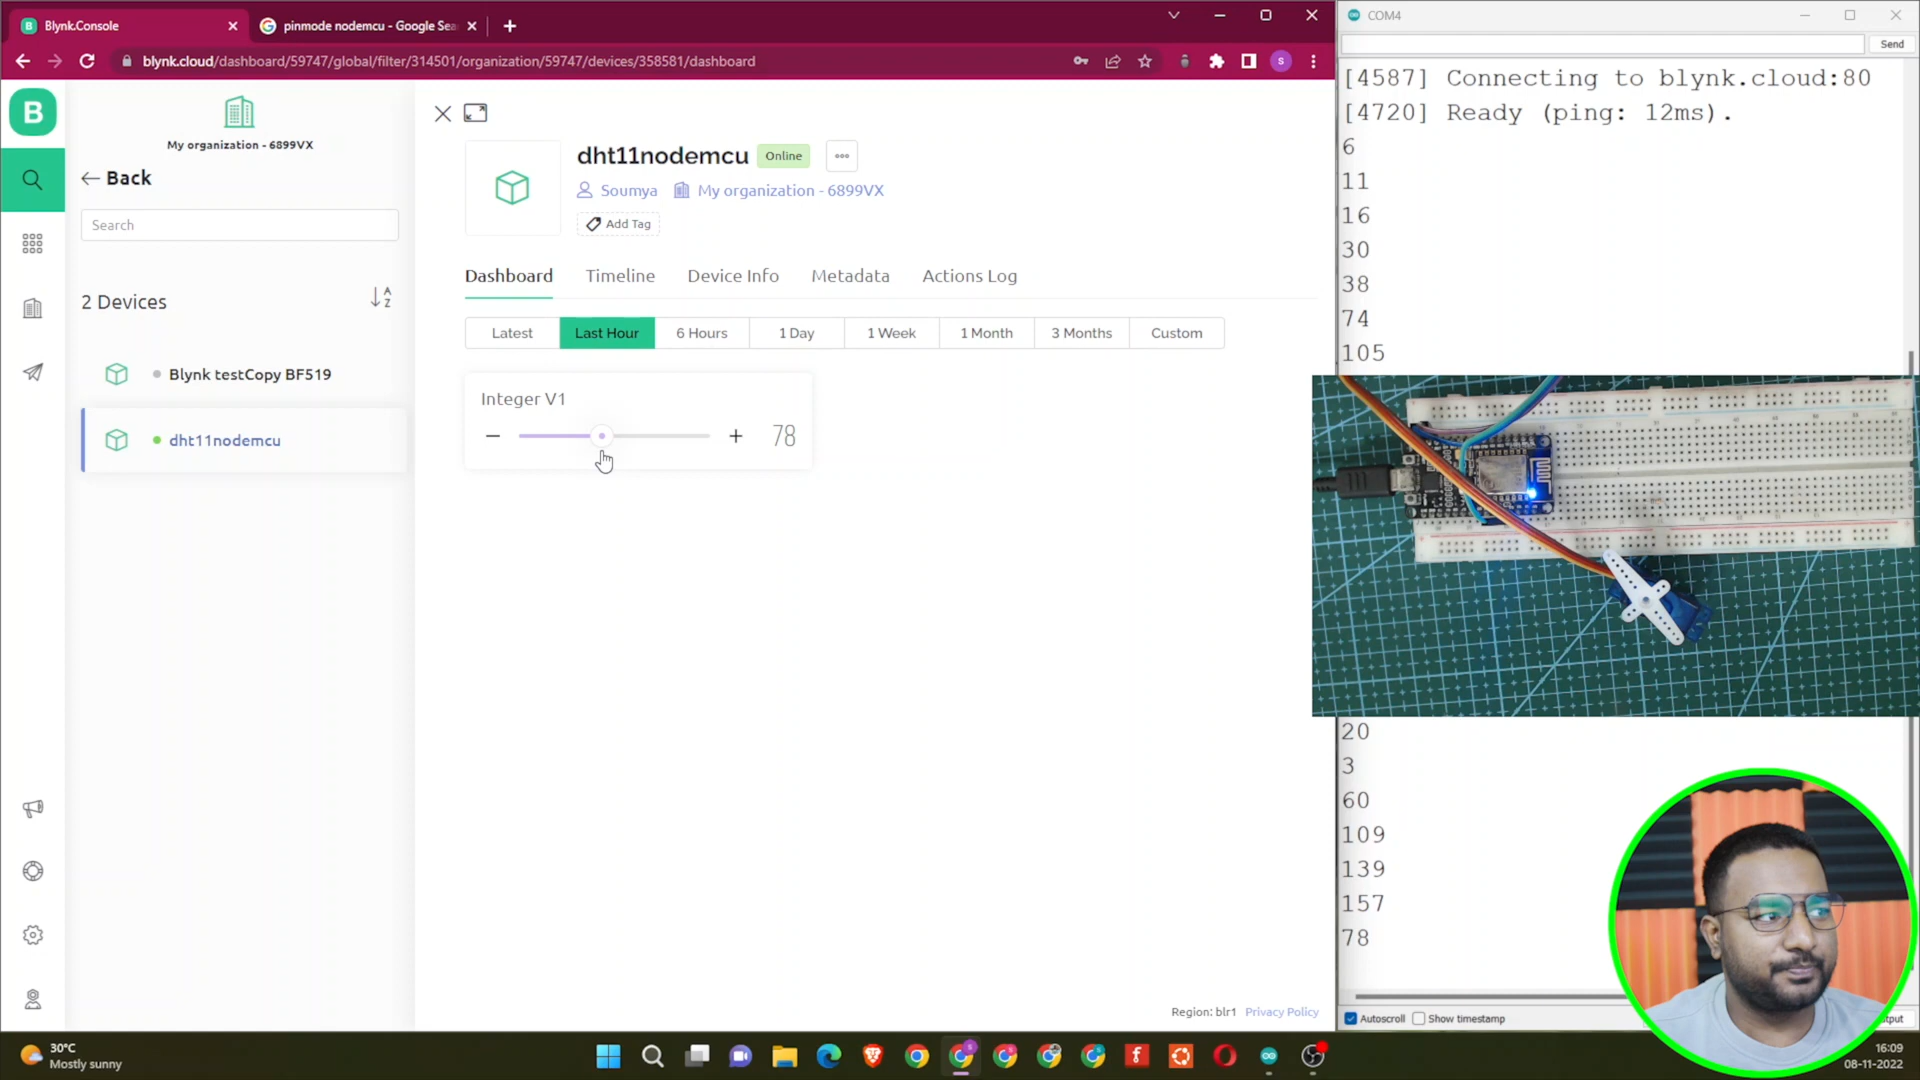 Blynk.Console
pinmode nodemcu - Google Sea
blynk.cloud/dashboard/59747/global/filter/314501/organization/59747/devices/358581/dashboard
S
B
My organization - 6899VX
Back
Search
2 Devices
A
Z
Blynk testCopy BF519
dht11nodemcu
dht11nodemcu
Online
Soumya
My organization - 6899VX
Add Tag
Dashboard
Timeline
Device Info
Metadata
Actions Log
Latest
Last Hour
6 Hours
1 Day
1 Week
1 Month
3 Months
Custom
Integer V1
78
Region: blr1
Privacy Policy
COM4
Send
[4587] Connecting to blynk.cloud:80
[4720] Ready (ping: 12ms).
6
11
16
30
38
74
105
20
3
60
109
139
157
78
Autoscroll
Show timestamp
30°C
Mostly sunny
16:09
08-11-2022